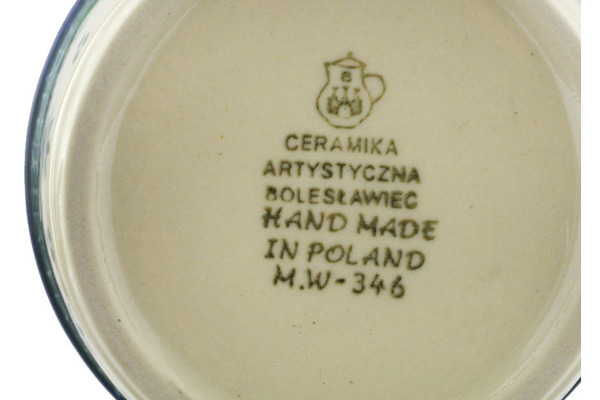 B
CERAMIKA
ARTYSTYCZNA
BOLESŁAWIEC
HAND MADE
IN POLAND
M.W-346